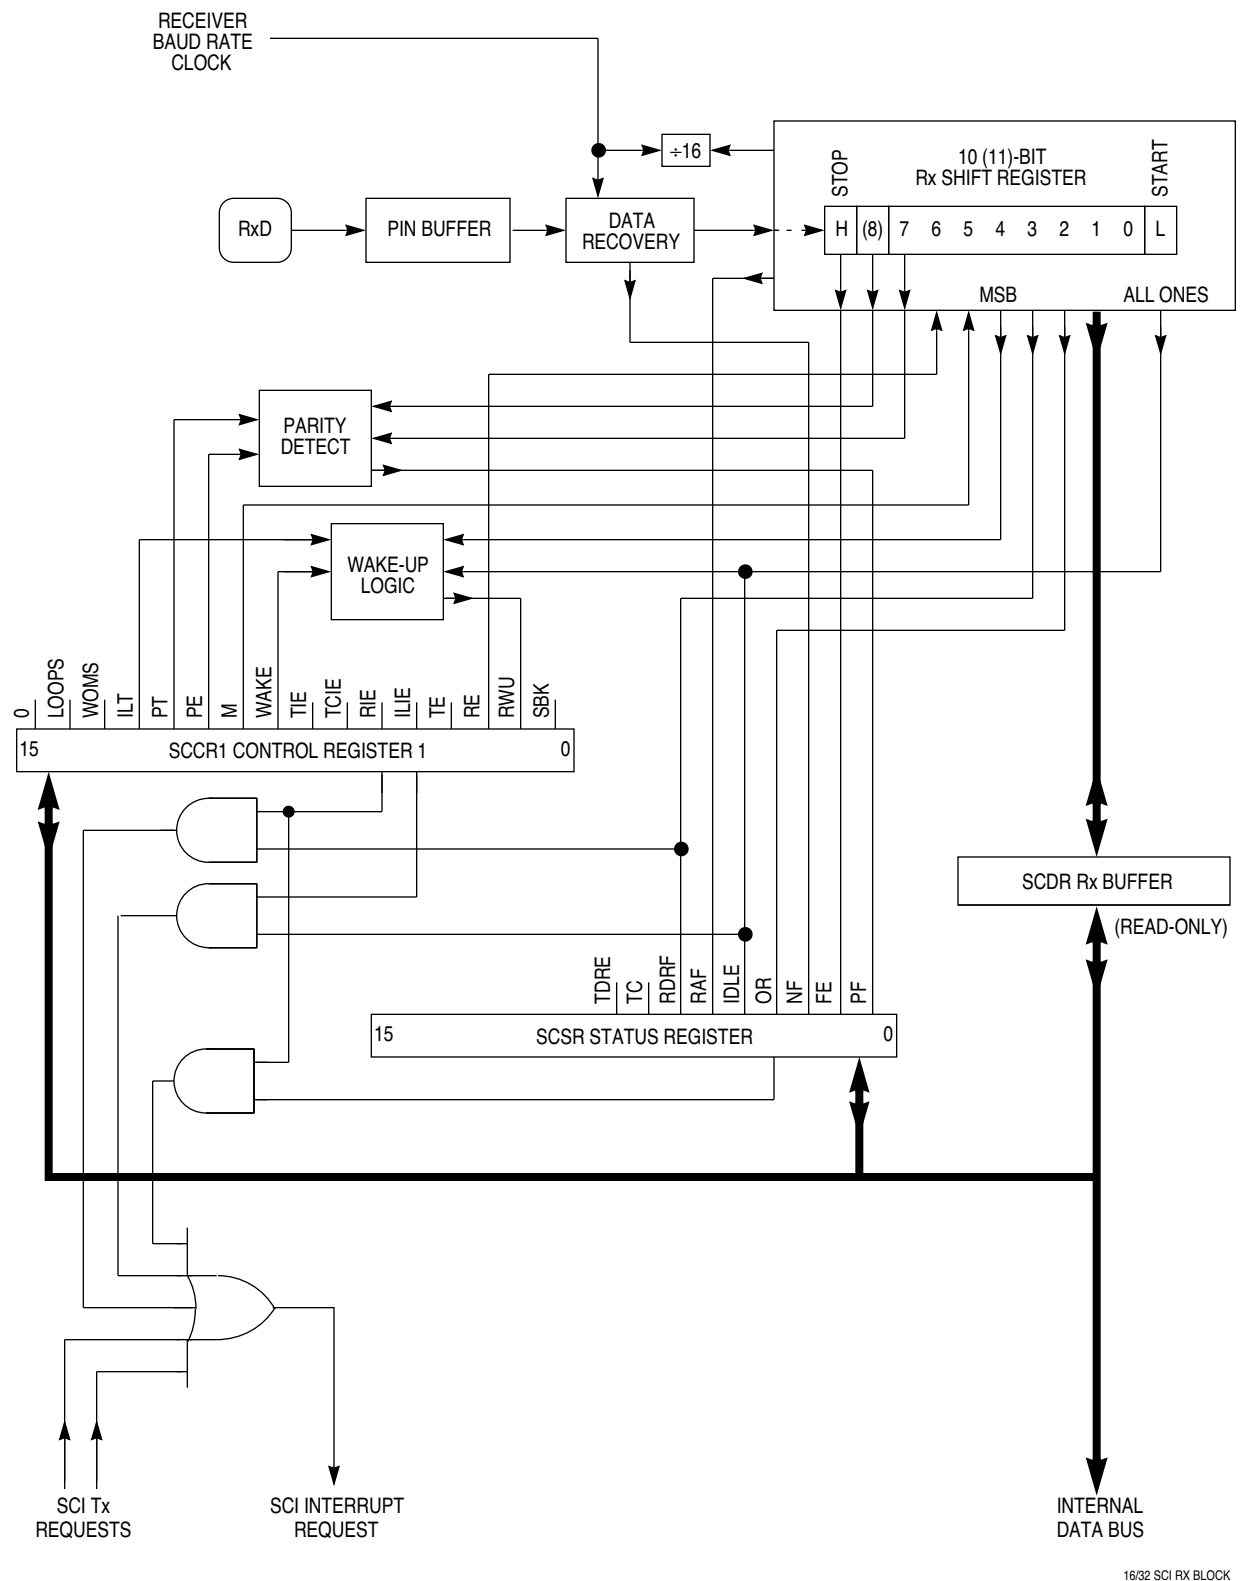 RECEIVER
BAUD RATE
CLOCK
÷16
10 (11)-BIT
Rx SHIFT REGISTER
STOP
START
RxD
PIN BUFFER
DATA
RECOVERY
H (8) 7 6 5 4 3 2 1 0 L
MSB
ALL ONES
PARITY
DETECT
WAKE-UP
LOGIC
0
LOOPS
WOMS
ILT
PT
PE
M
WAKE
TIE
TCIE
RIE
ILIE
TE
RE
RWU
SBK
15 SCCR1 CONTROL REGISTER 1 0
SCDR Rx BUFFER
(READ-ONLY)
TDRE
TC
RDRF
RAF
IDLE
OR
NF
FE
PF
15 SCSR STATUS REGISTER 0
SCI Tx
REQUESTS
SCI INTERRUPT
REQUEST
INTERNAL
DATA BUS
16/32 SCI RX BLOCK